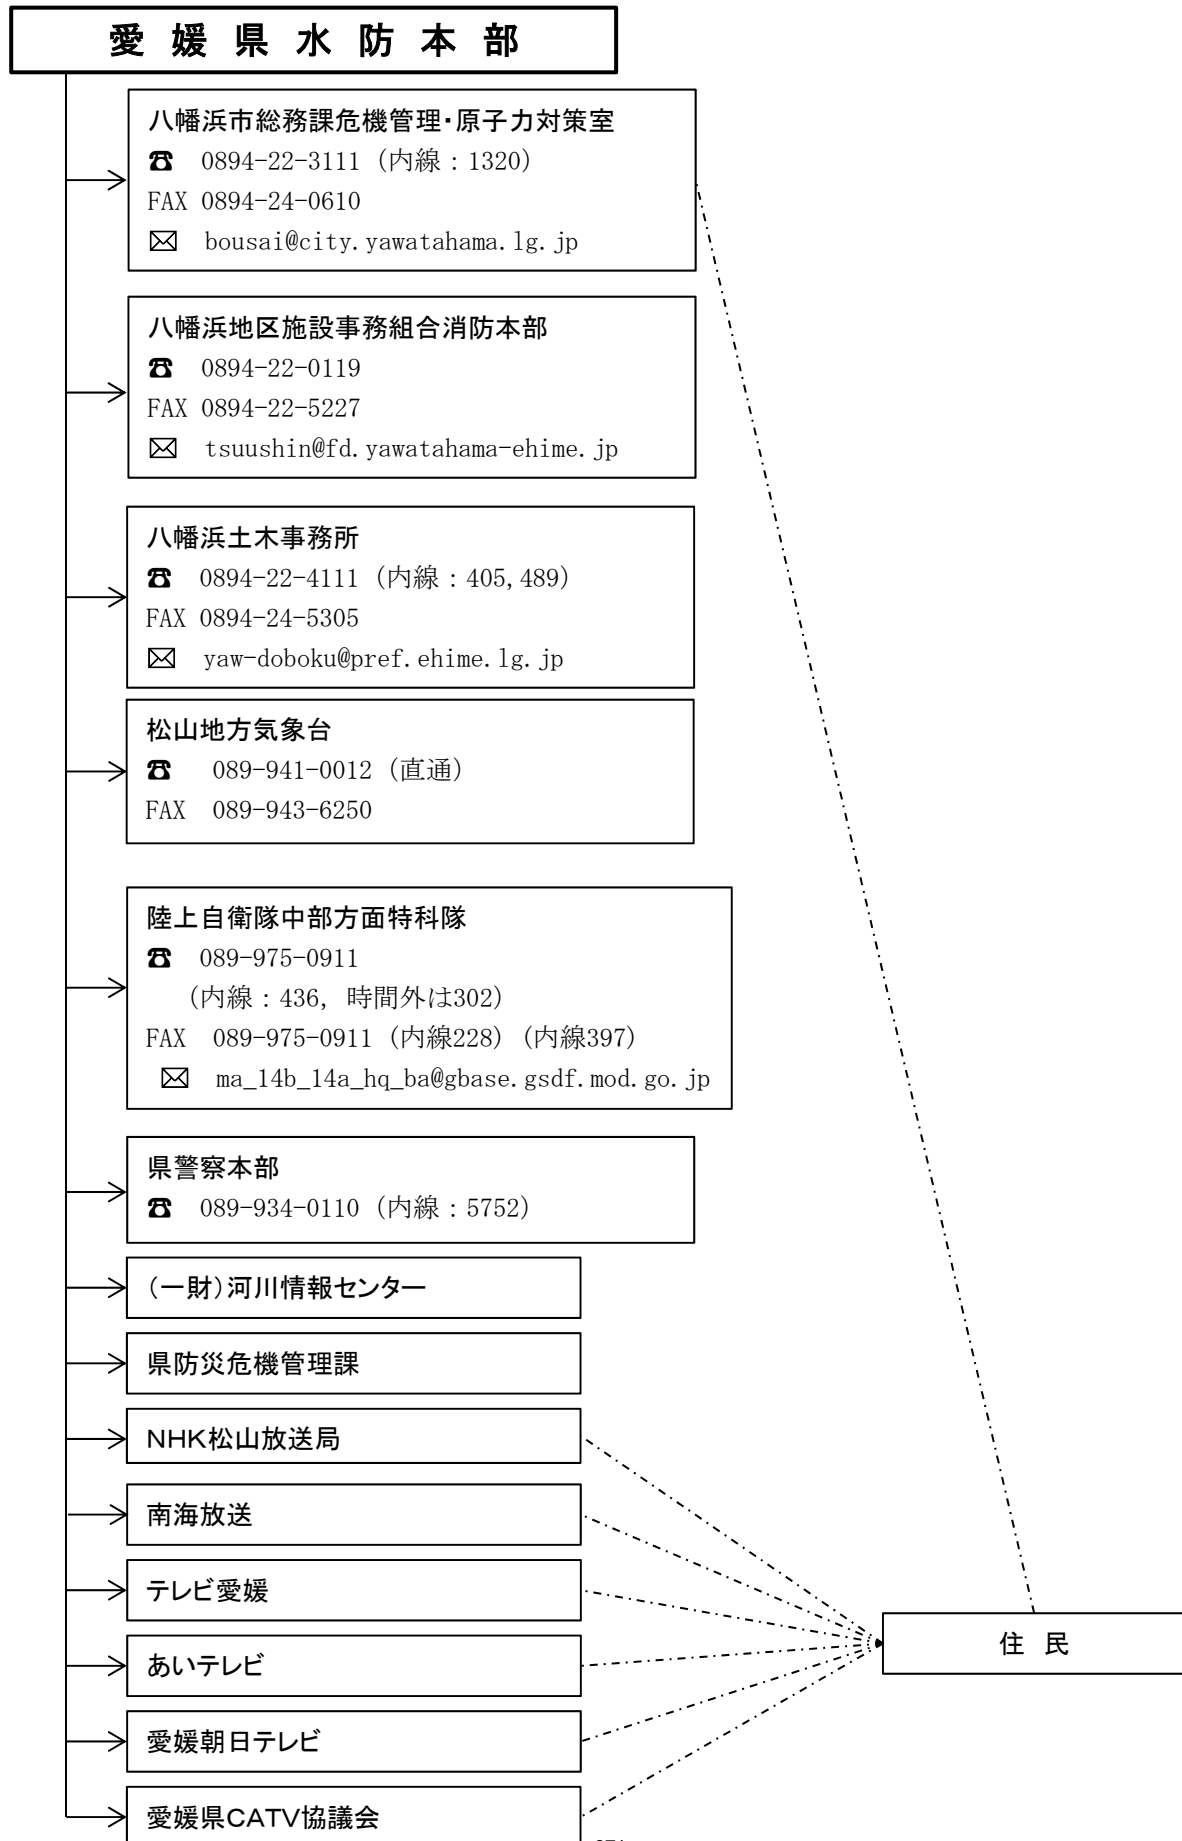 愛媛県水防本部
八幡浜市総務課危機管理・原子力対策室
☎ 0894-22-3111（内線：1320）
FAX 0894-24-0610
✉ bousai@city.yawatahama.lg.jp
八幡浜地区施設事務組合消防本部
☎ 0894-22-0119
FAX 0894-22-5227
✉ tsuushin@fd.yawatahama-ehime.jp
八幡浜土木事務所
☎ 0894-22-4111（内線：405,489）
FAX 0894-24-5305
✉ yaw-doboku@pref.ehime.lg.jp
松山地方気象台
☎ 089-941-0012（直通）
FAX 089-943-6250
陸上自衛隊中部方面特科隊
☎ 089-975-0911
（内線：436, 時間外は302）
FAX 089-975-0911（内線228）（内線397）
✉ ma_14b_14a_hq_ba@gbase.gsdf.mod.go.jp
県警察本部
☎ 089-934-0110（内線：5752）
（一財）河川情報センター
県防災危機管理課
NHK松山放送局
南海放送
テレビ愛媛
あいテレビ
住 民
愛媛朝日テレビ
愛媛県CATV協議会